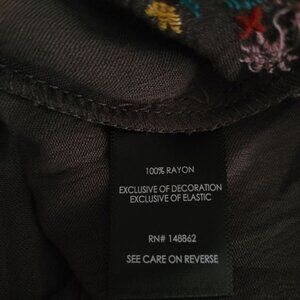 100% RAYON
EXCLUSIVE OF DECORATION
EXCLUSIVE OF ELASTIC
RN# 148862
SEE CARE ON REVERSE